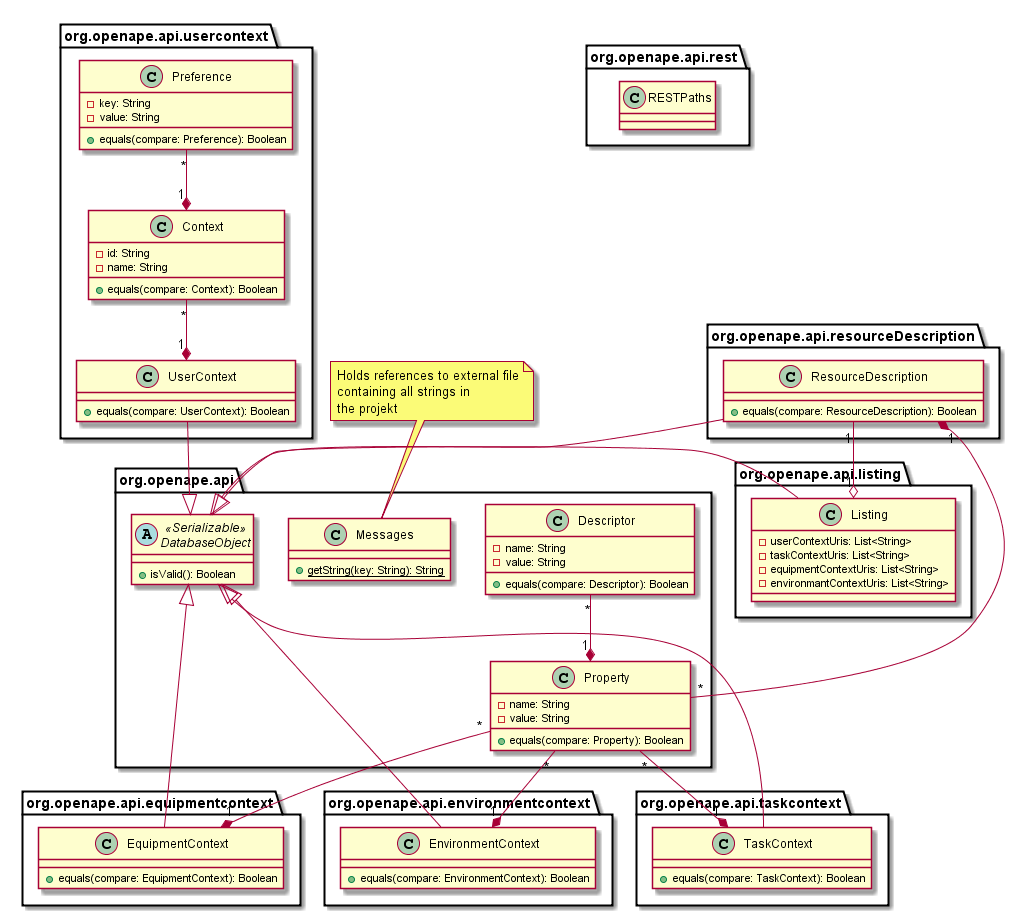 org.openape.api.usercontext
C Preference
key: String
value: String
equals(compare: Preference): Boolean
*
1
C Context
id: String
name: String
equals(compare: Context): Boolean
*
1
C UserContext
equals(compare: UserContext): Boolean
org.openape.api.rest
C RESTPaths
Holds references to external file
containing all strings in
the projekt
org.openape.api.resourceDescription
C ResourceDescription
equals(compare: ResourceDescription): Boolean
1
1
org.openape.api.listing
1
C Listing
userContextUris: List<String>
taskContextUris: List<String>
equipmentContextUris: List<String>
environmantContextUris: List<String>
org.openape.api
A «Serializable»
DatabaseObject
isValid(): Boolean
C Messages
getString(key: String): String
C Descriptor
name: String
value: String
equals(compare: Descriptor): Boolean
*
1
C Property
name: String
value: String
equals(compare: Property): Boolean
*
*
*
*
org.openape.api.equipmentcontext
1
C EquipmentContext
equals(compare: EquipmentContext): Boolean
org.openape.api.environmentcontext
1
C EnvironmentContext
equals(compare: EnvironmentContext): Boolean
org.openape.api.taskcontext
1
C TaskContext
equals(compare: TaskContext): Boolean